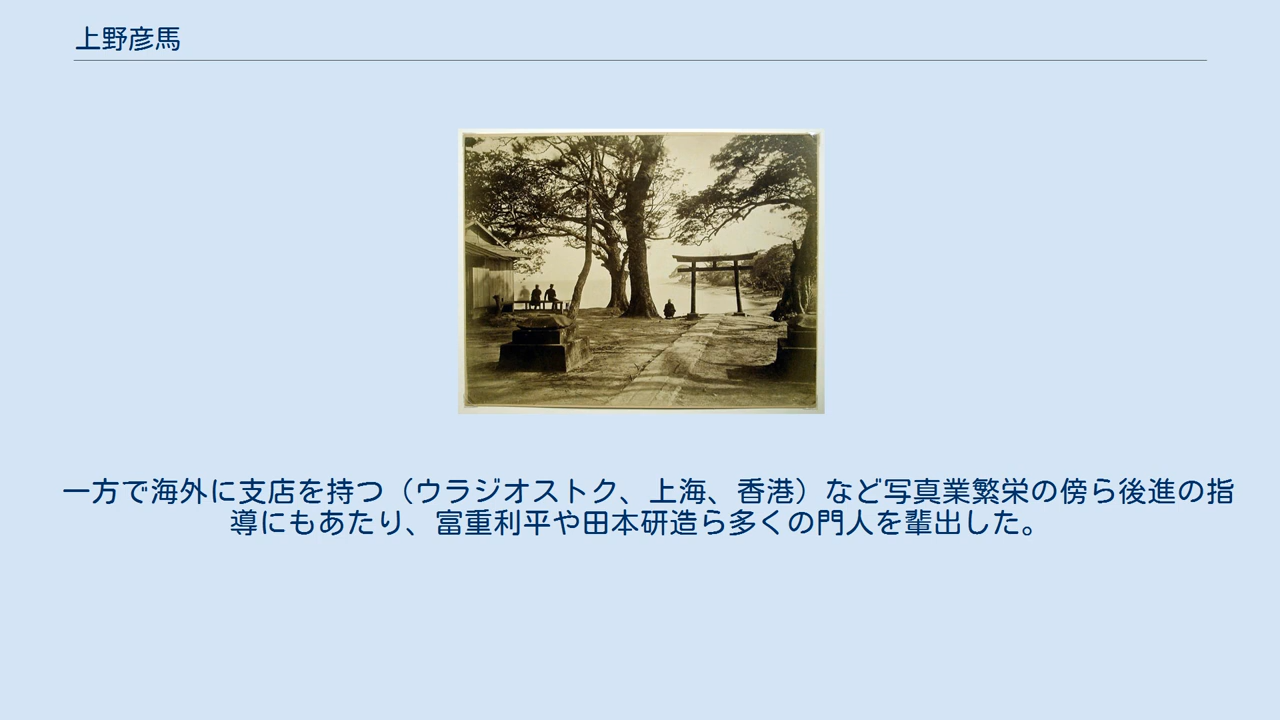 上野彦馬
一方で海外に支店を持つ（ウラジオストク、上海、香港）など写真業繁栄の傍ら後進の指
導にもあたり、富重利平や田本研造ら多くの門人を輩出した。